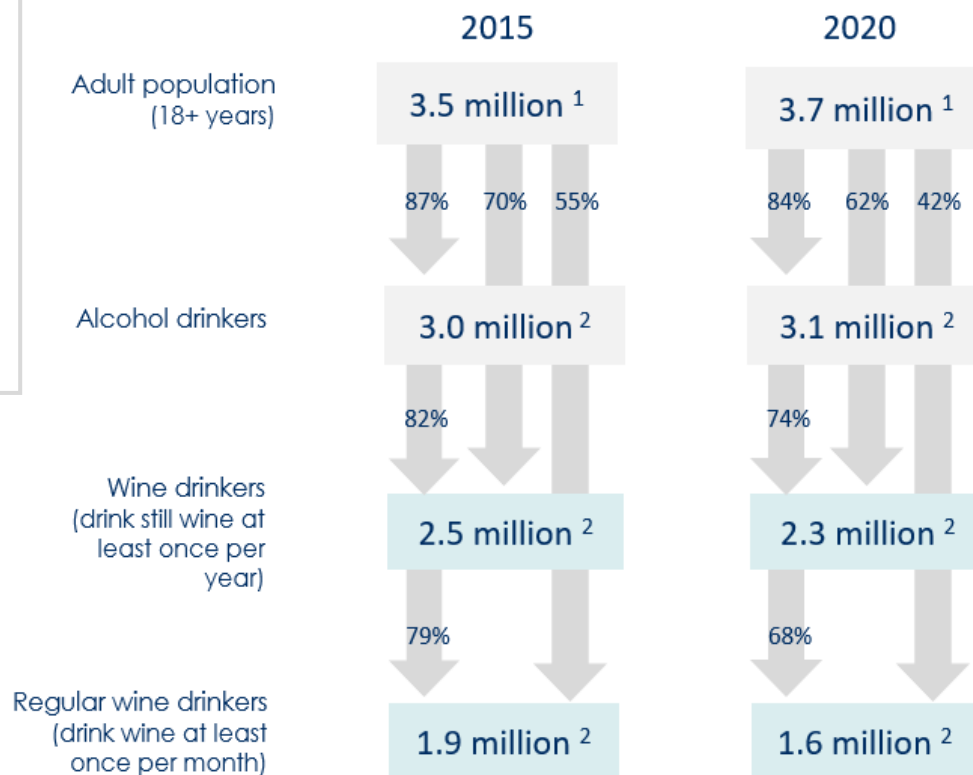 2015 2020
Adult population
(18+ years)
3.5 million ¹ 3.7 million ¹
87% 70% 55% 84% 62% 42%
Alcohol drinkers
3.0 million ² 3.1 million ²
82% 74%
Wine drinkers
(drink still wine at
least once per
year)
2.5 million ² 2.3 million ²
79% 68%
Regular wine drinkers
(drink wine at least
once per month)
1.9 million ² 1.6 million ²